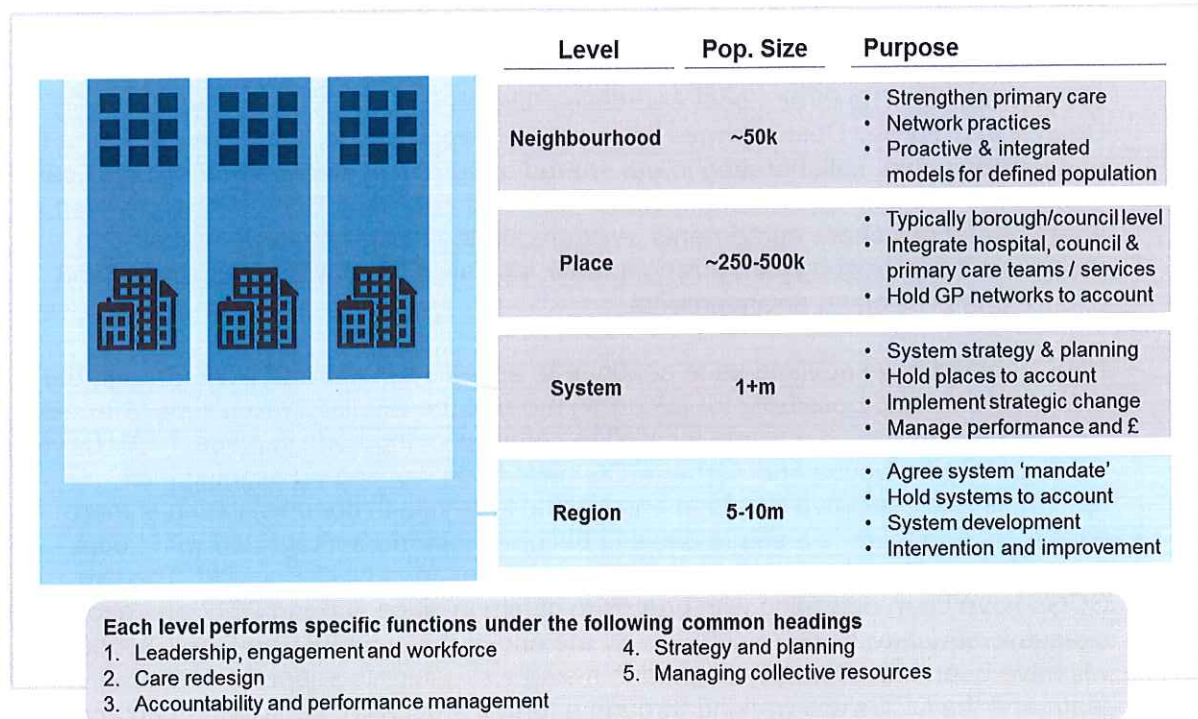 Level Pop. Size Purpose
Neighbourhood ~50k
• Strengthen primary care
• Network practices
• Proactive & integrated
models for defined population
Place ~250-500k
• Typically borough/council level
• Integrate hospital, council &
primary care teams / services
• Hold GP networks to account
System 1+m
• System strategy & planning
• Hold places to account
• Implement strategic change
• Manage performance and £
Region 5-10m
• Agree system ‘mandate’
• Hold systems to account
• System development
• Intervention and improvement
Each level performs specific functions under the following common headings
1. Leadership, engagement and workforce
2. Care redesign
3. Accountability and performance management
4. Strategy and planning
5. Managing collective resources